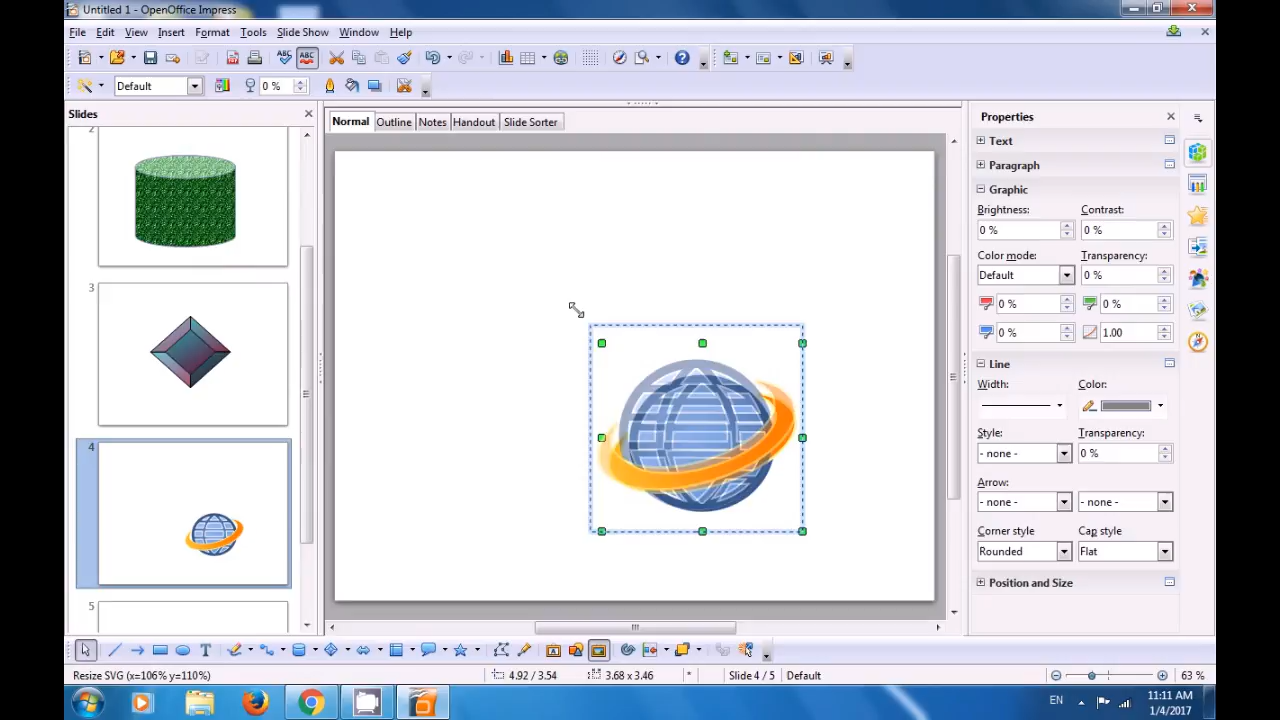 Untitled 1 - OpenOffice Impress
File Edit View Insert Format Tools Slide Show Window Help
Default 0 %
Slides
Normal Outline Notes Handout Slide Sorter
2
3
4
5
Properties
Text
Paragraph
Graphic
Brightness: Contrast:
0 % 0 %
Color mode: Transparency:
Default 0 %
0 % 0 %
0 % 1.00
Line
Width: Color:
Style: Transparency:
- none - 0 %
Arrow:
- none - - none -
Corner style Cap style
Rounded Flat
Position and Size
Resize SVG (x=106% y=110%) 4.92 / 3.54 3.68 x 3.46 * Slide 4 / 5 Default 63 %
EN 11:11 AM
1/4/2017